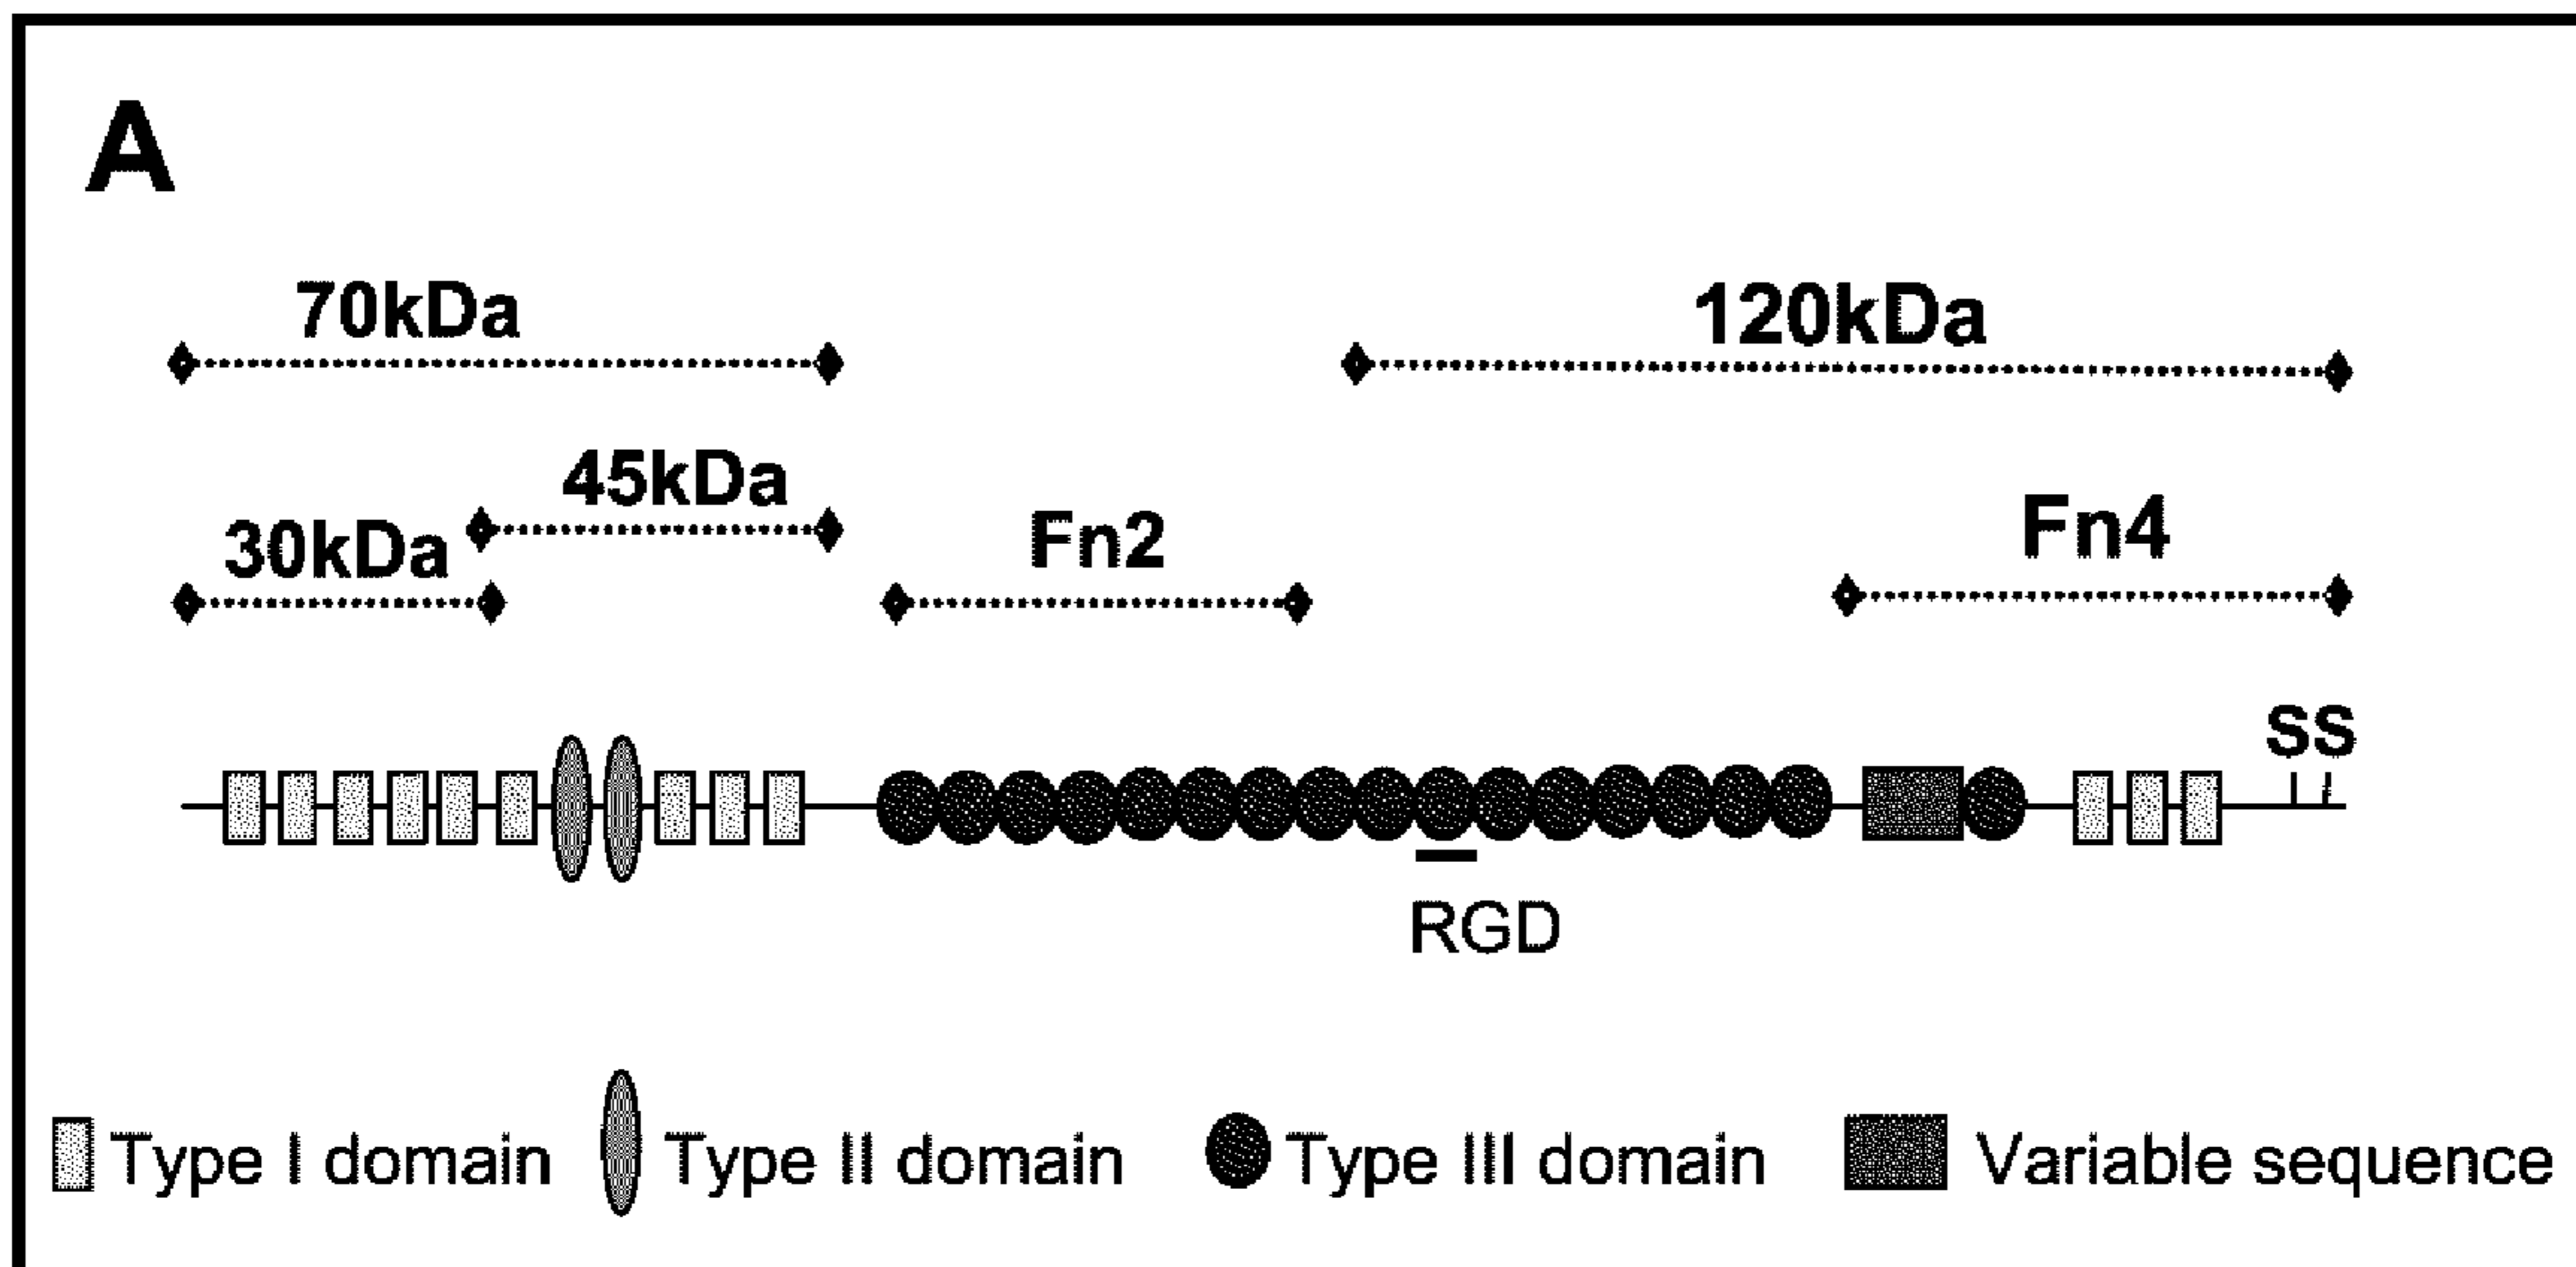 A
70kDa
120kDa
45kDa
30kDa
Fn2
Fn4
SS
RGD
Type I domain
Type II domain
Type III domain
Variable sequence